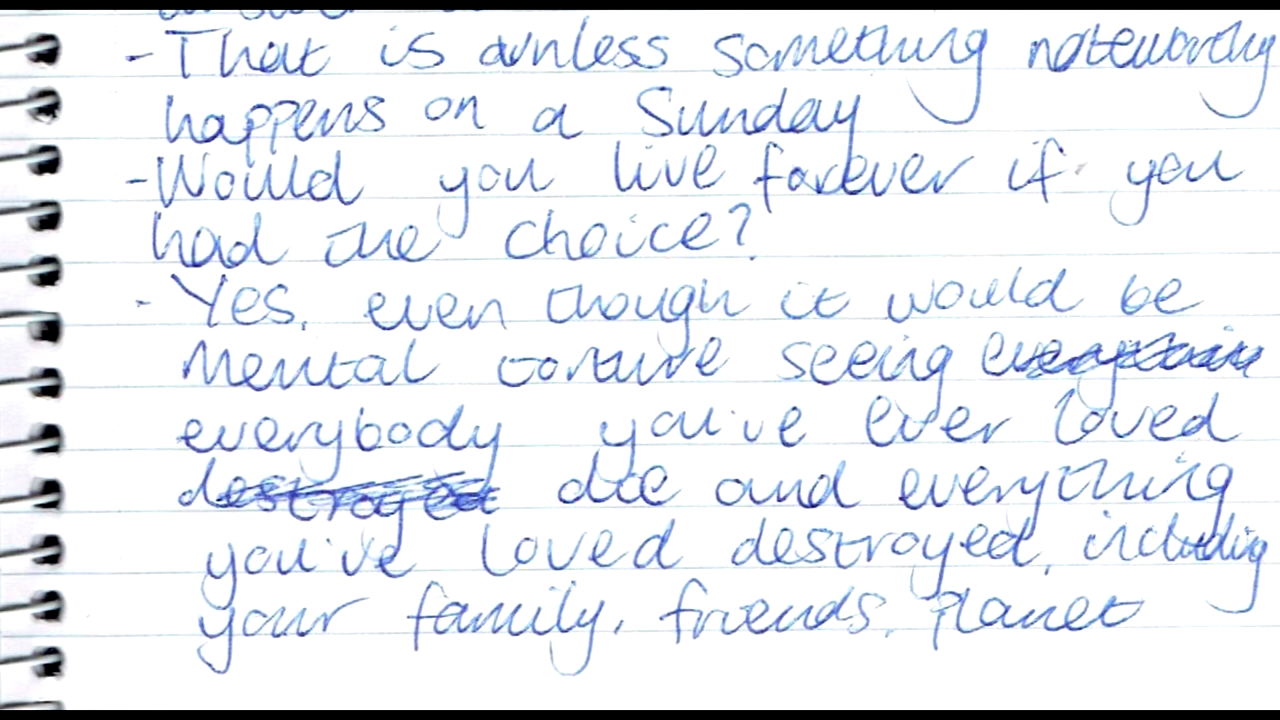 - That is unless something noteworthy
happens on a Sunday
- Would you live forever if you
had the choice?
- Yes, even though it would be
Mental torture seeing
everybody you've ever loved
destroyed die and everything
you've loved destroyed, including
your family, friends, planet